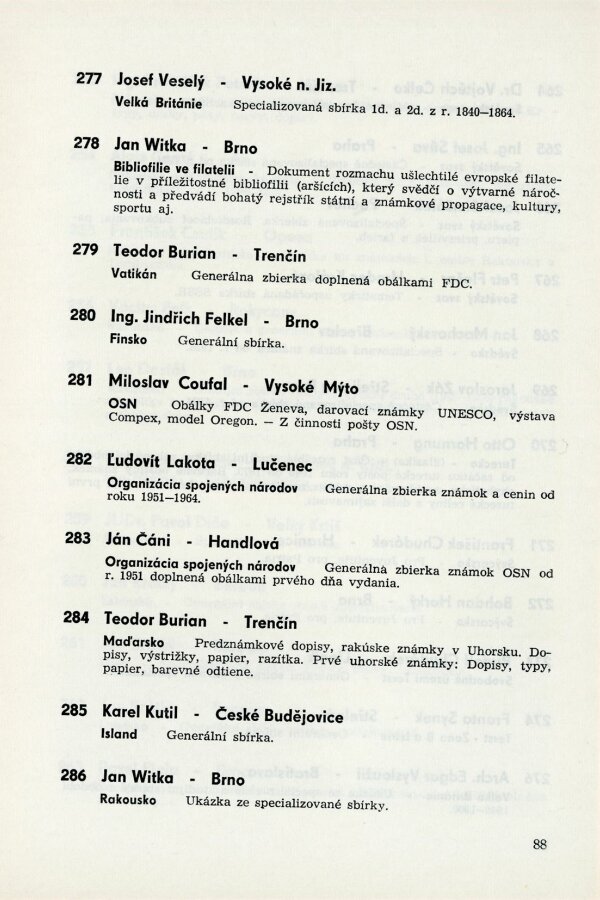 277 Josef Veselý - Vysoké n. Jiz.
Velká Británie Specializovaná sbírka 1d. a 2d. z r. 1840—1864.
278 Jan Witka - Brno
Bibliofilie ve filatelii - Dokument rozmachu ušlechtilé evropské filate-
lie v příležitostné bibliofilii (aršících), který svědčí o výtvarné nároč-
nosti a předvádí bohatý rejstřík státní a známkové propagace, kultury,
sportu aj.
279 Teodor Burian - Trenčín
Vatikán Generálna zbierka doplnená obálkami FDC.
280 Ing. Jindřich Felkel - Brno
Finsko Generální sbírka.
281 Miloslav Coufal - Vysoké Mýto
OSN Obálky FDC Ženeva, darovací známky UNESCO, výstava
Compex, model Oregon. — Z činnosti pošty OSN.
282 Ľudovít Lakota - Lučenec
Organizácia spojených národov Generálna zbierka známok a cenin od
roku 1951—1964.
283 Ján Čáni - Handlová
Organizácia spojených národov Generálna zbierka známok OSN od
r. 1951 doplnená obálkami prvého dňa vydania.
284 Teodor Burian - Trenčín
Maďarsko Predznámkové dopisy, rakúske známky v Uhorsku. Do-
pisy, výstrižky, papier, razítka. Prvé uhorské známky: Dopisy, typy,
papier, barevné odtiene.
285 Karel Kutil - České Budějovice
Island Generální sbírka.
286 Jan Witka - Brno
Rakousko Ukázka ze specializované sbírky.
88